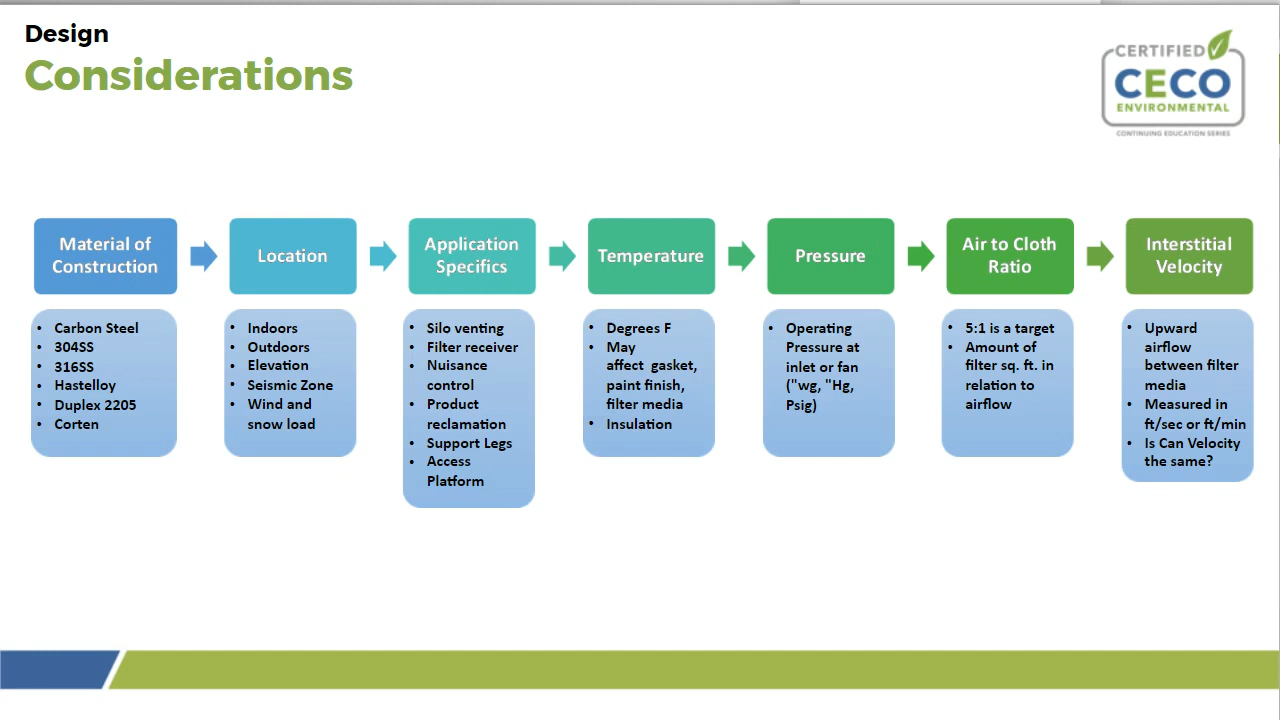 Design
Considerations
CERTIFIED
CECO
ENVIRONMENTAL
CONTINUING EDUCATION SERIES
Material of
Construction
• Carbon Steel
• 304SS
• 316SS
• Hastelloy
• Duplex 2205
• Corten
Location
• Indoors
• Outdoors
• Elevation
• Seismic Zone
• Wind and
snow load
Application
Specifics
• Silo venting
• Filter receiver
• Nuisance
control
• Product
reclamation
• Support Legs
• Access
Platform
Temperature
• Degrees F
• May
affect gasket,
paint finish,
filter media
• Insulation
Pressure
• Operating
Pressure at
inlet or fan
("wg, "Hg,
Psig)
Air to Cloth
Ratio
• 5:1 is a target
• Amount of
filter sq. ft. in
relation to
airflow
Interstitial
Velocity
• Upward
airflow
between filter
media
• Measured in
ft/sec or ft/min
• Is Can Velocity
the same?